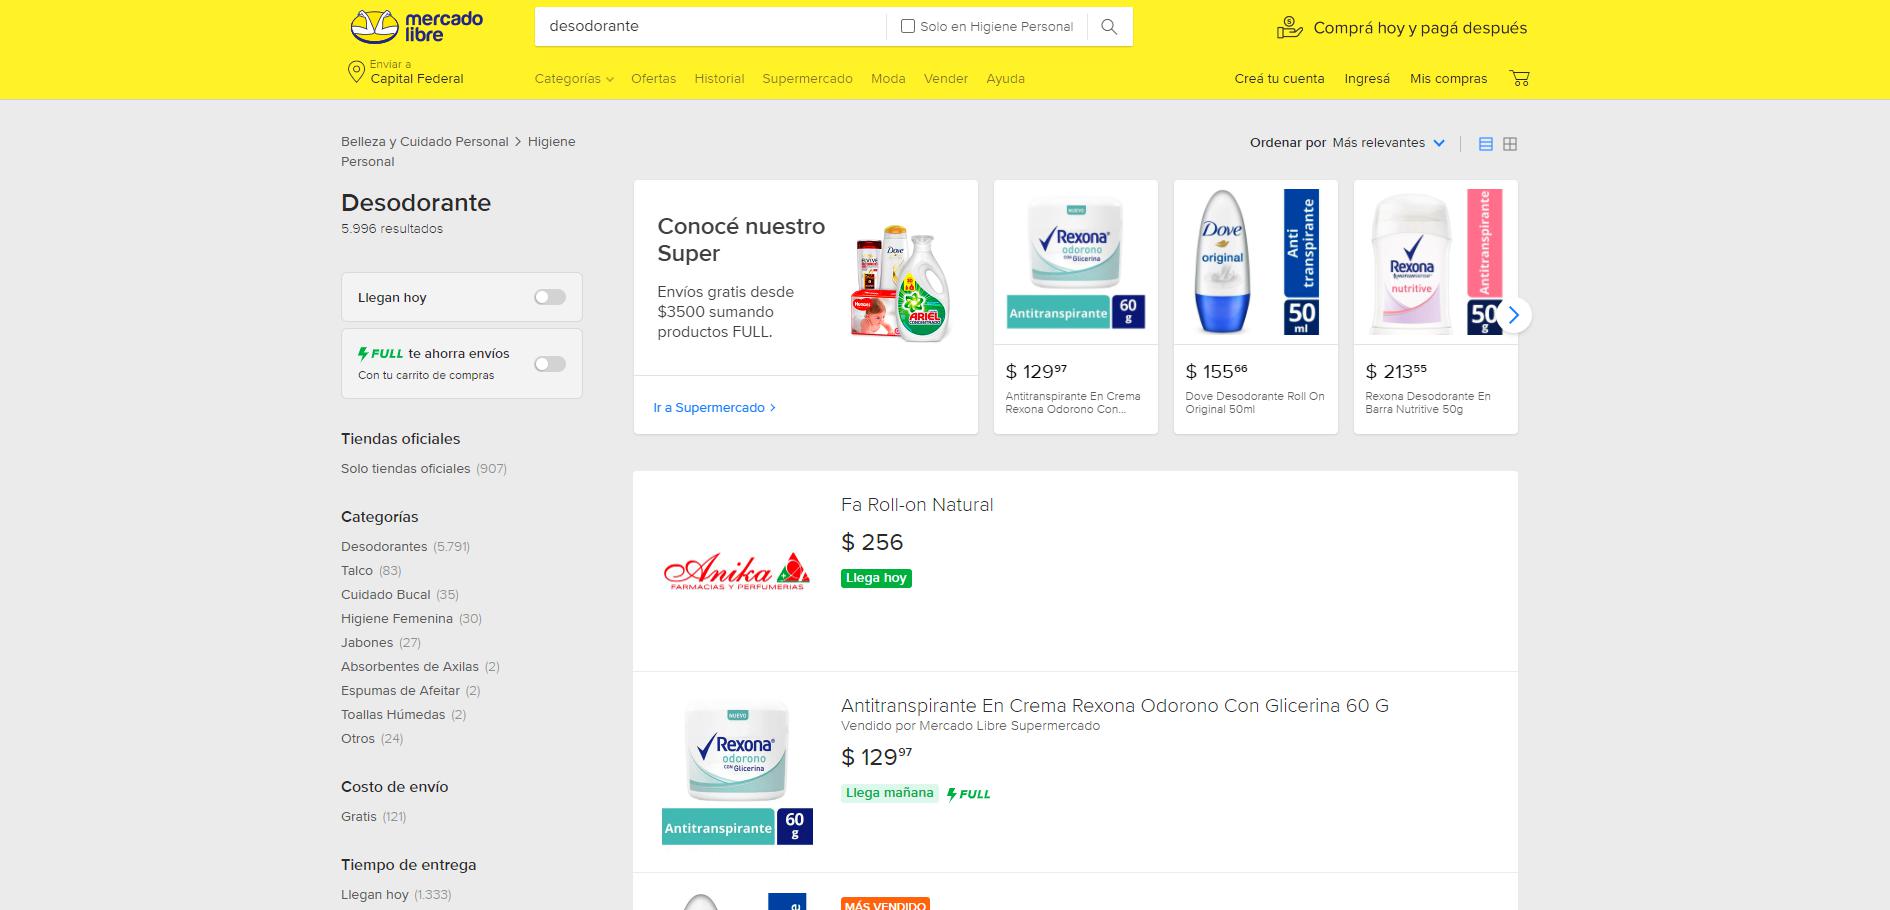 mercado
libre
desodorante
Solo en Higiene Personal
Comprá hoy y pagá después
Enviar a
Capital Federal
Categorías
Ofertas
Historial
Supermercado
Moda
Vender
Ayuda
Creá tu cuenta
Ingresá
Mis compras
Belleza y Cuidado Personal > Higiene
Personal
Ordenar por Más relevantes
Desodorante
5.996 resultados
Llegan hoy
FULL te ahorra envíos
Con tu carrito de compras
Tiendas oficiales
Solo tiendas oficiales (907)
Categorías
Desodorantes (5.791)
Talco (83)
Cuidado Bucal (35)
Higiene Femenina (30)
Jabones (27)
Absorbentes de Axilas (2)
Espumas de Afeitar (2)
Toallas Húmedas (2)
Otros (24)
Costo de envío
Gratis (121)
Tiempo de entrega
Llegan hoy (1.333)
Conocé nuestro
Super
Envíos gratis desde
$3500 sumando
productos FULL.
Dove
ELVIVE
HUGGIES
ARIEL
CONCENTRADO
Ir a Supermercado >
NUEVO
Rexona
odorono
CON Glicerina
Antitranspirante
60
g
$ 129 97
Antitranspirante En Crema
Rexona Odorono Con...
Dove
original
Anti
transpirante
50
ml
$ 155 66
Dove Desodorante Roll On
Original 50ml
Rexona
nutritive
Antitranspirante
50
g
$ 213 55
Rexona Desodorante En
Barra Nutritive 50g
Anika
FARMACIAS Y PERFUMERIAS
Fa Roll-on Natural
$ 256
Llega hoy
NUEVO
Rexona
odorono
CON Glicerina
Antitranspirante
60
g
Antitranspirante En Crema Rexona Odorono Con Glicerina 60 G
Vendido por Mercado Libre Supermercado
$ 129 97
Llega mañana
FULL
MÁS VENDIDO